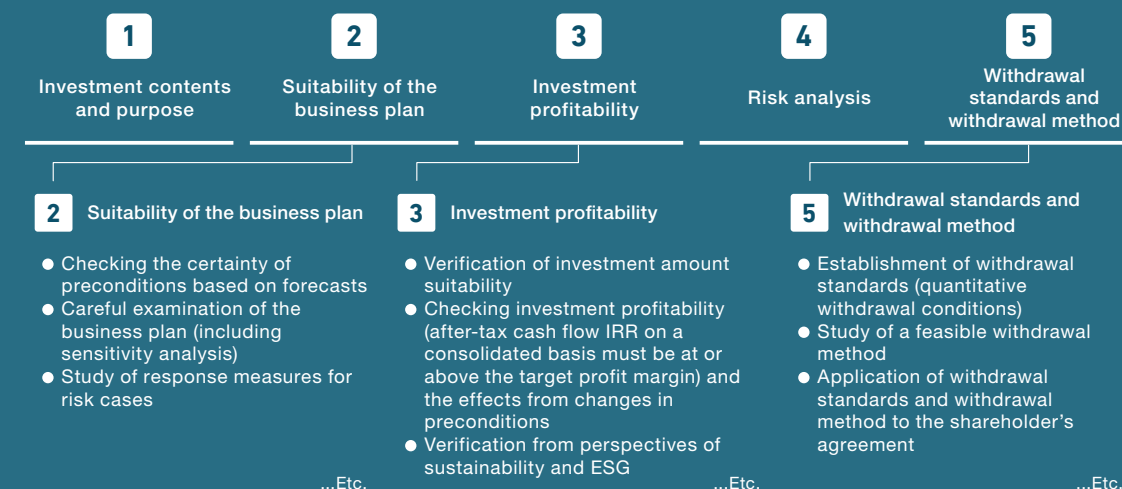 1
Investment contents
and purpose
2
Suitability of the
business plan
3
Investment
profitability
4
Risk analysis
5
Withdrawal
standards and
withdrawal method
2 Suitability of the business plan
● Checking the certainty of
preconditions based on forecasts
● Careful examination of the
business plan (including
sensitivity analysis)
● Study of response measures for
risk cases
...Etc.
3 Investment profitability
● Verification of investment amount
suitability
● Checking investment profitability
(after-tax cash flow IRR on a
consolidated basis must be at or
above the target profit margin) and
the effects from changes in
preconditions
● Verification from perspectives of
sustainability and ESG
...Etc.
5 Withdrawal standards and
withdrawal method
● Establishment of withdrawal
standards (quantitative
withdrawal conditions)
● Study of a feasible withdrawal
method
● Application of withdrawal
standards and withdrawal
method to the shareholder's
agreement
...Etc.